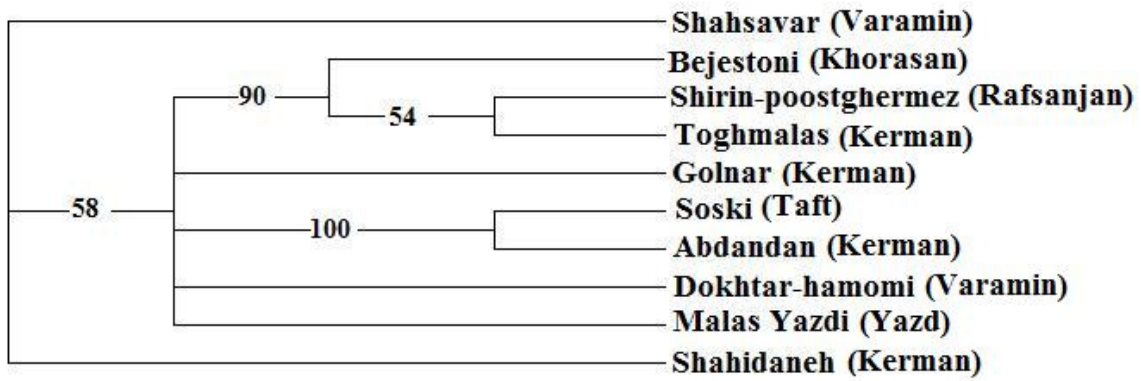 Shahsavar (Varamin)
Bejestoni (Khorasan)
90
Shirin-poostghermez (Rafsanjan)
54
Toghmalas (Kerman)
Golnar (Kerman)
58
Soski (Taft)
100
Abdandan (Kerman)
Dokhtar-hamomi (Varamin)
Malas Yazdi (Yazd)
Shahidaneh (Kerman)